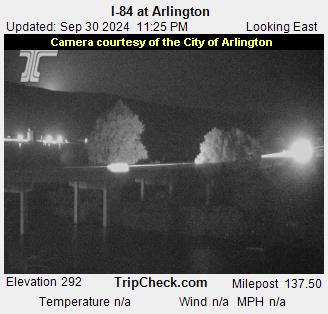 I-84 at Arlington
Updated: Sep 30 2024 11:25 PM Looking East
Camera courtesy of the City of Arlington
Elevation 292 TripCheck.com Milepost 137.50
Temperature n/a Wind n/a MPH n/a